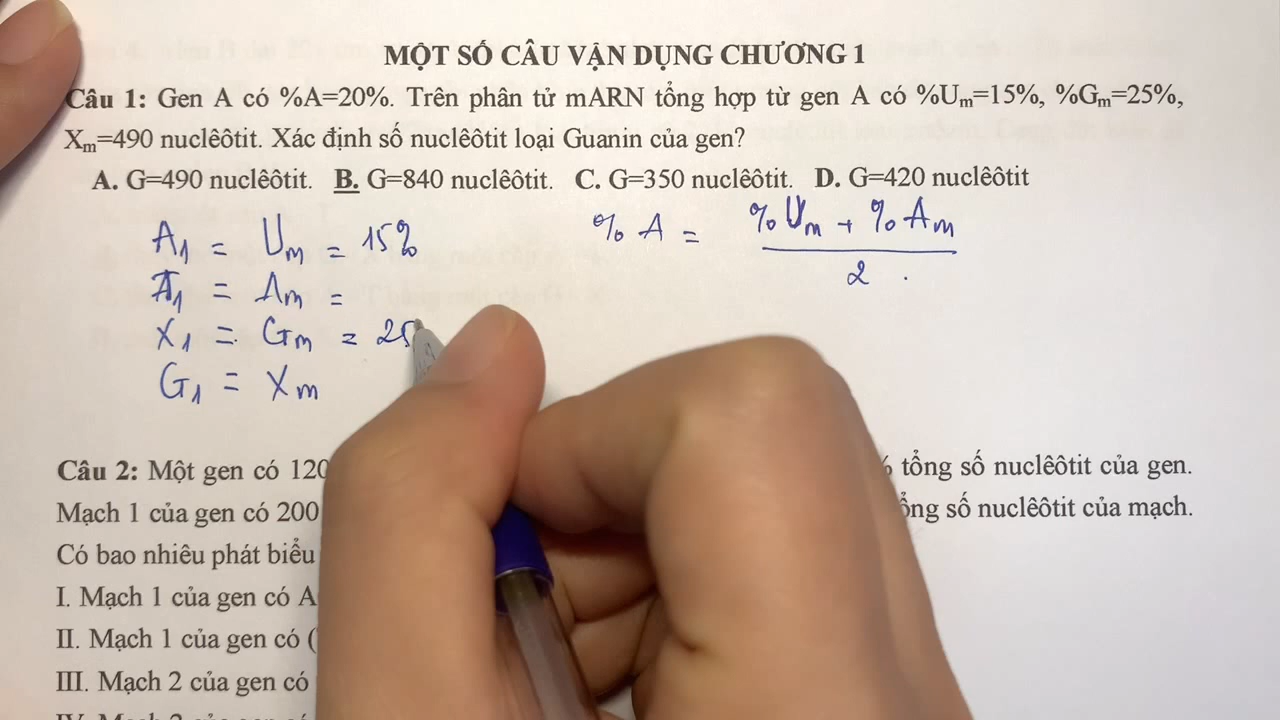 MỘT SỐ CÂU VẬN DỤNG CHƯƠNG 1
Câu 1: Gen A có %A=20%. Trên phân tử mARN tổng hợp từ gen A có %Um=15%, %Gm=25%,
Xm=490 nuclêôtit. Xác định số nuclêôtit loại Guanin của gen?
A. G=490 nuclêôtit. B. G=840 nuclêôtit. C. G=350 nuclêôtit. D. G=420 nuclêôtit
A1 = Um = 15% % A = %Um + %Am
2
T1 = Am =
X1 = Gm = 25
G1 = Xm
Câu 2: Một gen có 120 tổng số nuclêôtit của gen.
Mạch 1 của gen có 200 số nuclêôtit của mạch.
Có bao nhiêu phát biểu
I. Mạch 1 của gen có A
II. Mạch 1 của gen có (
III. Mạch 2 của gen có